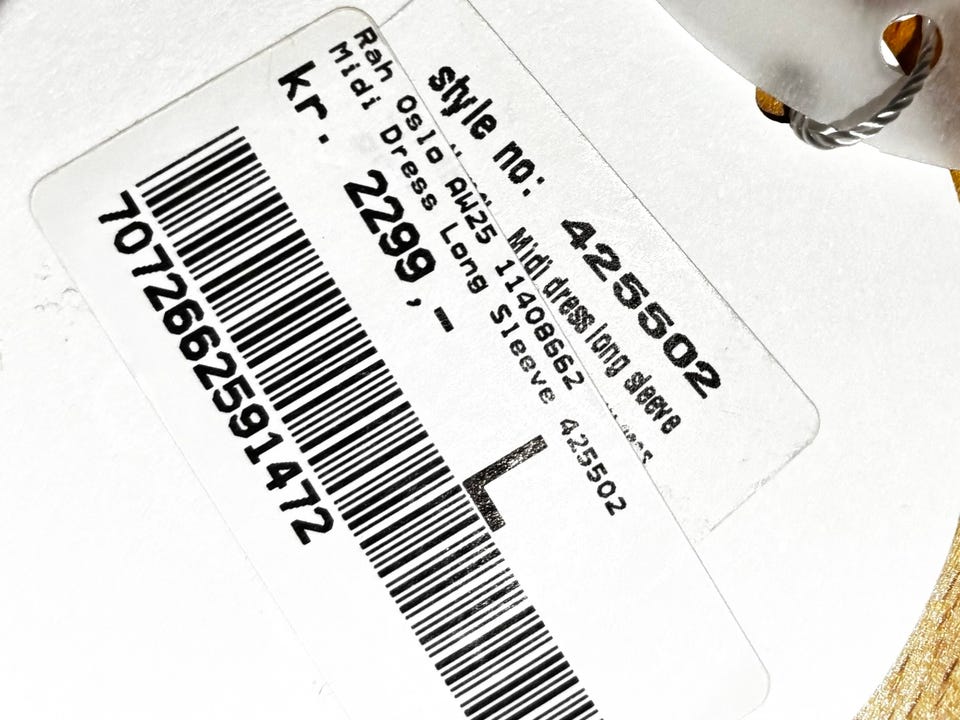 Rah Oslo AW25 11408662
Midi Dress Long Sleeve 425502
kr. 2299,-
L
7072662591472
style no: 425502
Midi dress long sleeve